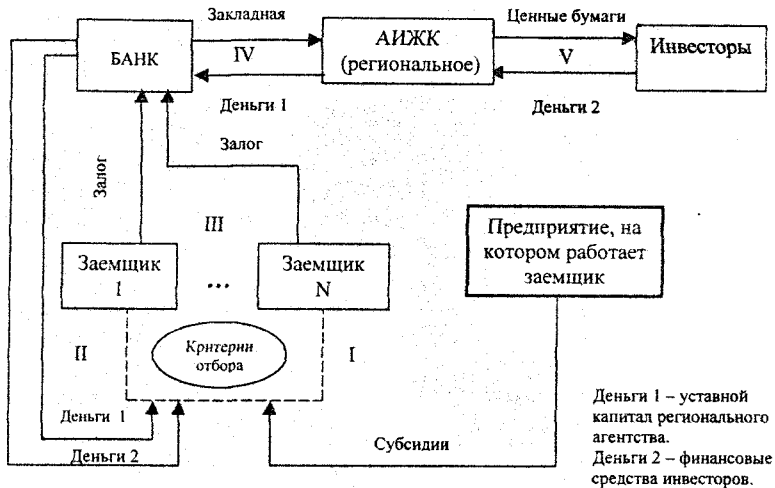 Закладная
Ценные бумаги
БАНК
IV
АИЖК
(региональное)
V
Инвесторы
Деньги 1
Деньги 2
Залог
Залог
III
Предприятие, на
котором работает
заемщик
Заемщик
1
...
Заемщик
N
II
Критерии
отбора
I
Деньги 1
Деньги 2
Субсидии
Деньги 1 – уставной
капитал регионального
агентства.
Деньги 2 – финансовые
средства инвесторов.